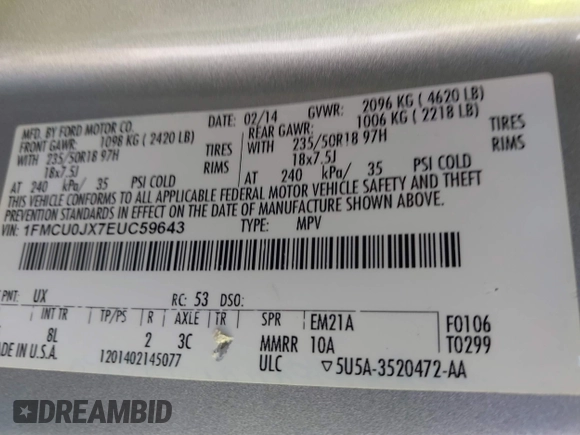 MFD. BY FORD MOTOR CO.
DATE: 02/14
GVWR: 2096 KG ( 4620 LB)
FRONT GAWR: 1098 KG ( 2420 LB)
WITH 235/50R18 97H TIRES
18x7.5J RIMS
AT 240 kPa/ 35 PSI COLD
REAR GAWR: 1006 KG ( 2218 LB)
WITH 235/50R18 97H TIRES
18x7.5J RIMS
AT 240 kPa/ 35 PSI COLD
THIS VEHICLE CONFORMS TO ALL APPLICABLE FEDERAL MOTOR VEHICLE SAFETY AND THEFT
PREVENTION STANDARDS IN EFFECT ON THE DATE OF MANUFACTURE SHOWN ABOVE.
VIN: 1FMCU0JX7EUC59643
TYPE: MPV
PNT: UX
RC: 53 DSO:
INT TR TP/PS R AXLE TR SPR EM21A F0106
8L 2 3C MMRR 10A T0299
MADE IN U.S.A. 1201402145077 ULC ▽5U5A-3520472-AA
DREAMBID